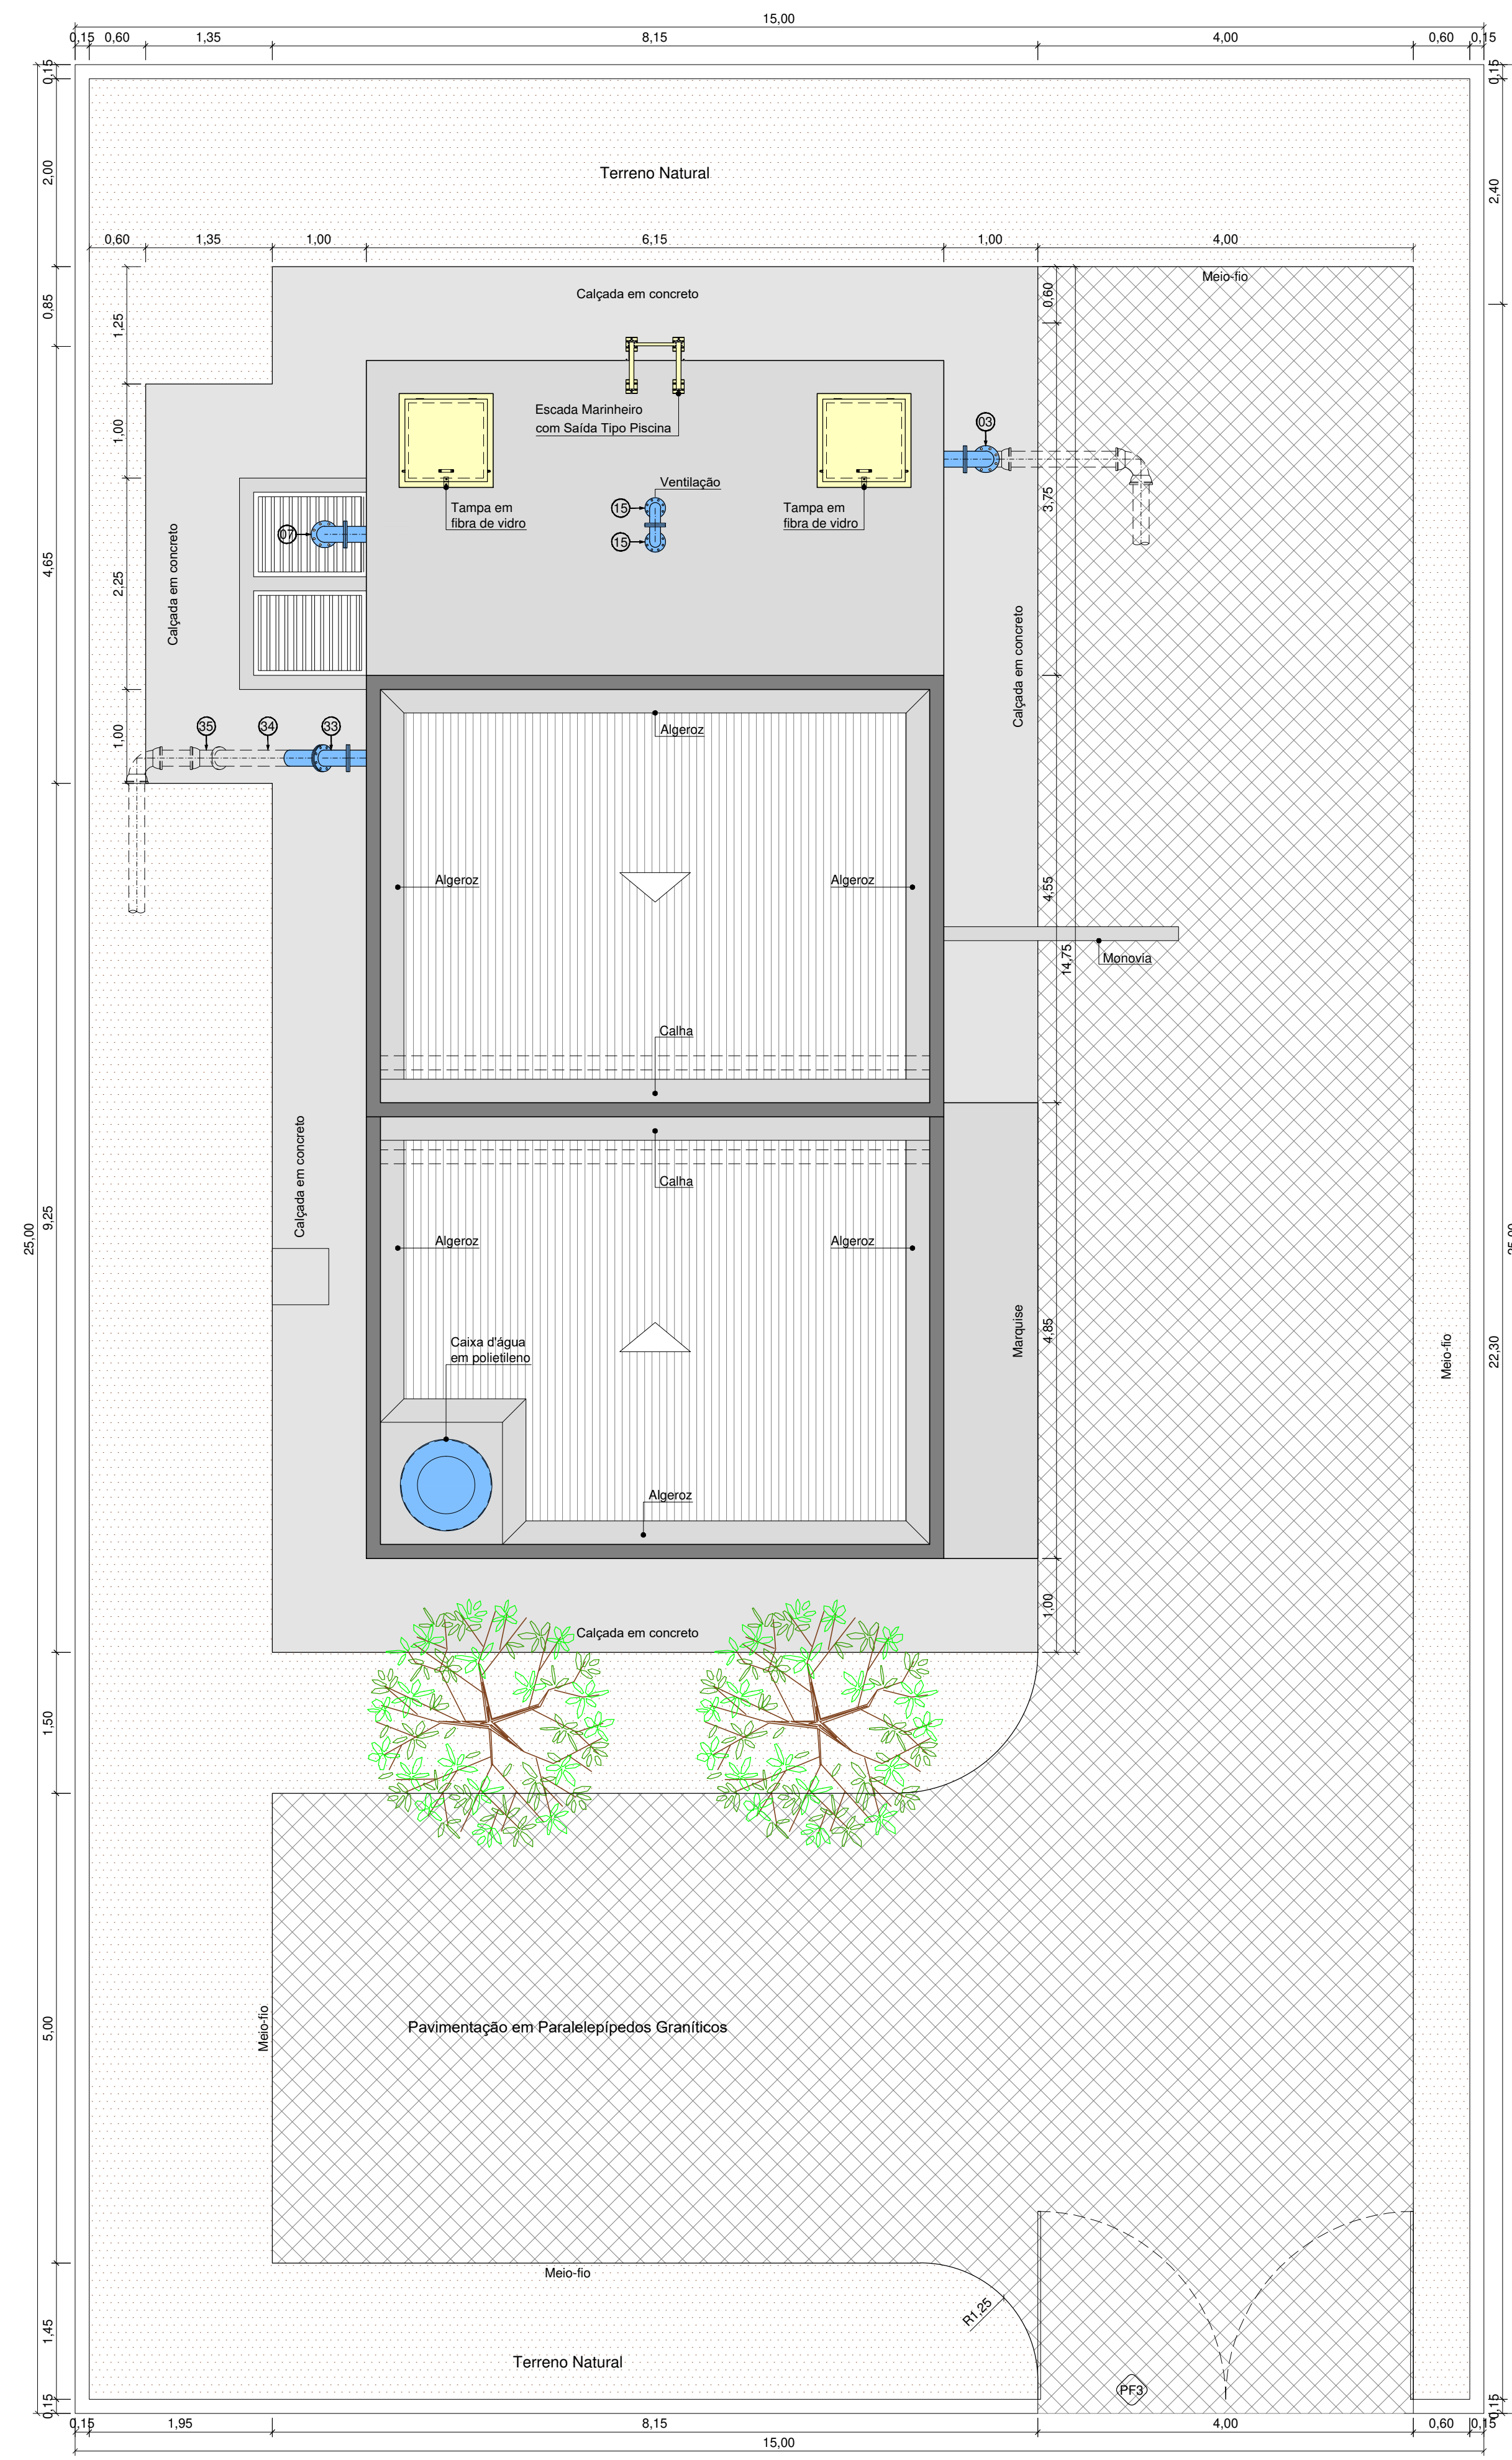 15,00
0,15
0,60
1,35
8,15
4,00
0,60
0,15
0,15
0,15
Terreno Natural
2,00
2,40
0,60
1,35
1,00
6,15
1,00
4,00
Meio-fio
Calçada em concreto
0,60
0,85
1,25
Escada Marinheiro
com Saída Tipo Piscina
03
1,00
Ventilação
Tampa em
fibra de vidro
15
Tampa em
fibra de vidro
3,75
07
15
4,65
2,25
Calçada em concreto
Calçada em concreto
35
34
33
Algeroz
1,00
Algeroz
Algeroz
4,55
Monovia
14,75
Calha
Calçada em concreto
Calha
9,25
25,00
Algeroz
Algeroz
Marquise
4,85
Caixa d'água
em polietileno
Meio-fio
22,30
Algeroz
1,00
Calçada em concreto
1,50
Meio-fio
5,00
Pavimentação em Paralelepípedos Graníticos
Meio-fio
R1,25
1,45
Terreno Natural
PF3
0,15
0,15
0,15
1,95
8,15
4,00
0,60
0,15
15,00